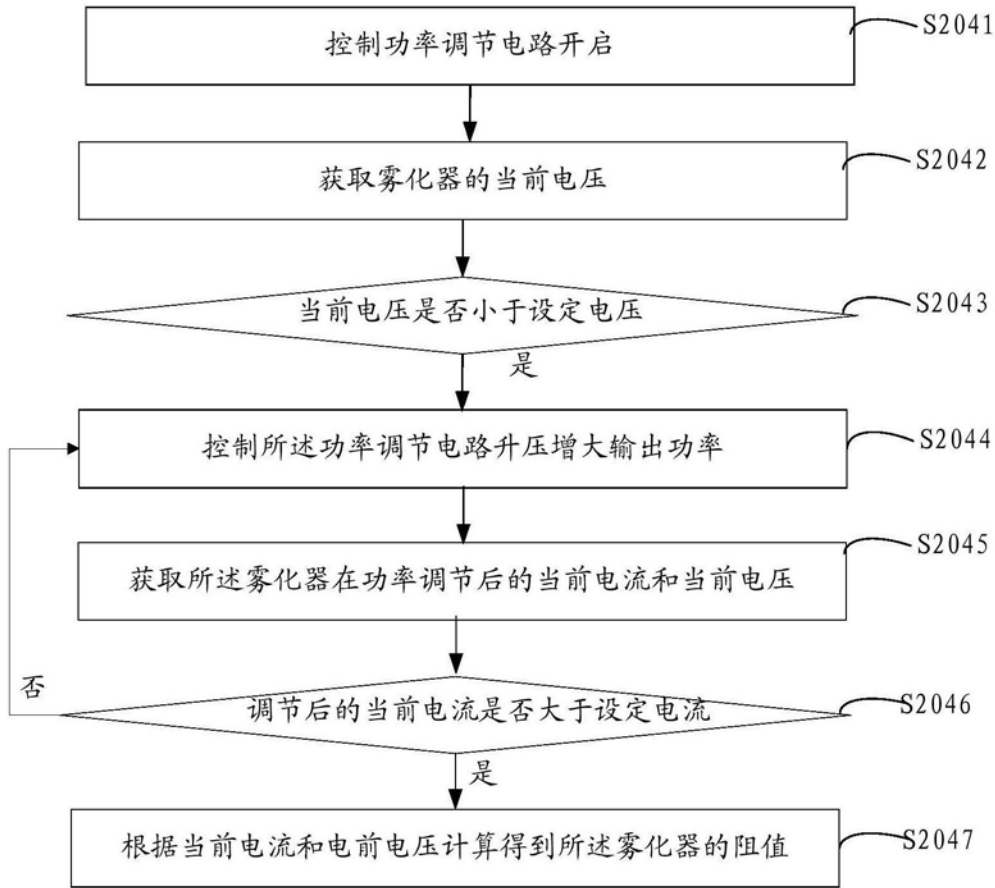 控制功率调节电路开启
S2041
获取雾化器的当前电压
S2042
当前电压是否小于设定电压
S2043
是
控制所述功率调节电路升压增大输出功率
S2044
获取所述雾化器在功率调节后的当前电流和当前电压
S2045
否
调节后的当前电流是否大于设定电流
S2046
是
根据当前电流和电前电压计算得到所述雾化器的阻值
S2047